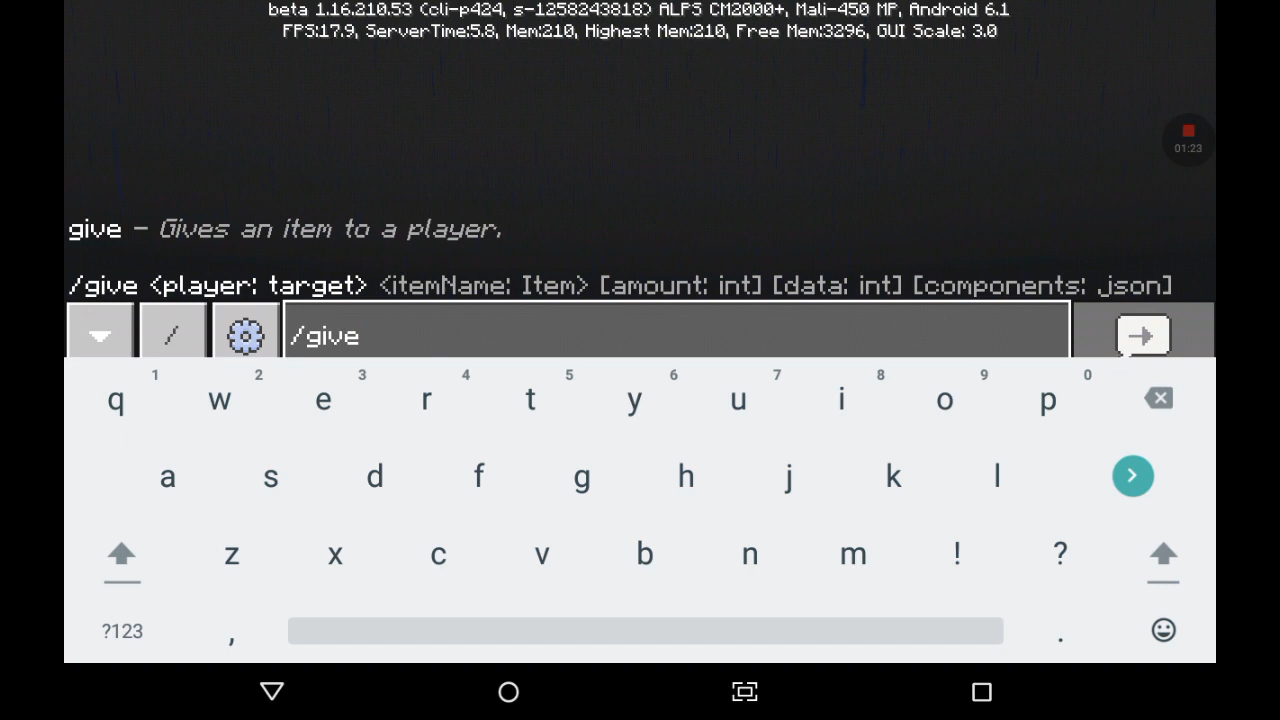 beta 1.16.210.53 (cli-p424, s-1258243818) ALPS CM2000+, Mali-450 MP, Android 6.1
FPS:17.9, ServerTime:5.8, Mem:210, Highest Mem:210, Free Mem:3296, GUI Scale: 3.0
01:23
give - Gives an item to a player.
/give <player: target> <itemName: Item> [amount: int] [data: int] [components: json]
/ /give
1 2 3 4 5 6 7 8 9 0
q w e r t y u i o p
a s d f g h j k l
z x c v b n m ! ?
?123 , .